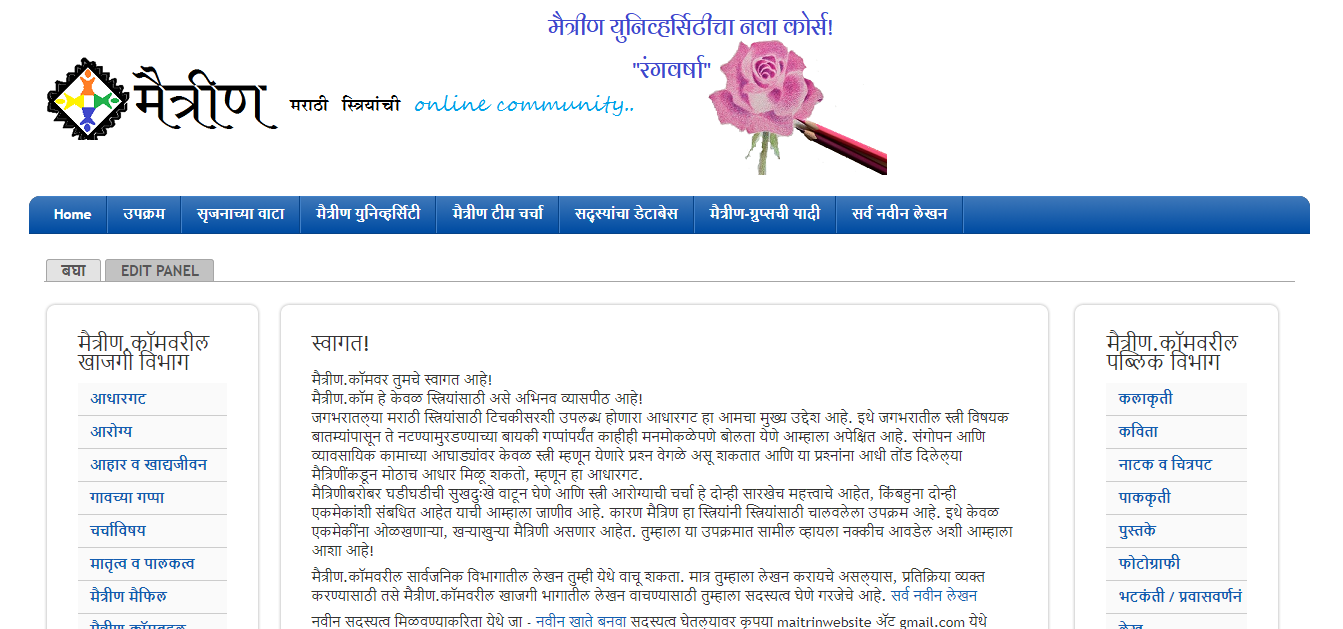 मैत्रीण युनिव्हर्सिटीचा नवा कोर्स!
"रंगवर्षा"
मैत्रीण मराठी स्त्रियांची online community..
Home उपक्रम सृजनाच्या वाटा मैत्रीण युनिव्हर्सिटी मैत्रीण टीम चर्चा सदस्यांचा डेटाबेस मैत्रीण-ग्रुप्सची यादी सर्व नवीन लेखन
बघा EDIT PANEL
मैत्रीण.कॉमवरील
खाजगी विभाग
आधारगट
आरोग्य
आहार व खाद्यजीवन
गावच्या गप्पा
चर्चाविषय
मातृत्व व पालकत्व
मैत्रीण मैफिल
मैत्रीण कॉमबद्दल
स्वागत!
मैत्रीण.कॉमवर तुमचे स्वागत आहे!
मैत्रीण.कॉम हे केवळ स्त्रियांसाठी असे अभिनव व्यासपीठ आहे!
जगभरातल्या मराठी स्त्रियांसाठी टिचकीसरशी उपलब्ध होणारा आधारगट हा आमचा मुख्य उद्देश आहे. इथे जगभरातील स्त्री विषयक
बातम्यांपासून ते नटण्यामुरडण्याच्या बायकी गप्पांपर्यंत काहीही मनमोकळेपणे बोलता येणे आम्हाला अपेक्षित आहे. संगोपन आणि
व्यावसायिक कामाच्या आघाड्यांवर केवळ स्त्री म्हणून येणारे प्रश्न वेगळे असू शकतात आणि या प्रश्नांना आधी तोंड दिलेल्या
मैत्रिणींकडून मोठाच आधार मिळू शकतो, म्हणून हा आधारगट.
मैत्रिणीबरोबर घडीघडीची सुखदुःखे वाटून घेणे आणि स्त्री आरोग्याची चर्चा हे दोन्ही सारखेच महत्त्वाचे आहेत, किंबहुना दोन्ही
एकमेकांशी संबधित आहेत याची आम्हाला जाणीव आहे. कारण मैत्रिण हा स्त्रियांनी स्त्रियांसाठी चालवलेला उपक्रम आहे. इथे केवळ
एकमेकींना ओळखणाऱ्या, खऱ्याखुऱ्या मैत्रिणी असणार आहेत. तुम्हाला या उपक्रमात सामील व्हायला नक्कीच आवडेल अशी आम्हाला
आशा आहे!
मैत्रीण.कॉमवरील सार्वजनिक विभागातील लेखन तुम्ही येथे वाचू शकता. मात्र तुम्हाला लेखन करायचे असल्यास, प्रतिक्रिया व्यक्त
करण्यासाठी तसे मैत्रीण.कॉमवरील खाजगी भागातील लेखन वाचण्यासाठी तुम्हाला सदस्यत्व घेणे गरजेचे आहे. सर्व नवीन लेखन
नवीन सदस्यत्व मिळवण्याकरिता येथे जा - नवीन खाते बनवा सदस्यत्व घेतल्यावर कृपया maitrinwebsite अ‍ॅट gmail.com येथे
मैत्रीण.कॉमवरील
पब्लिक विभाग
कलाकृती
कविता
नाटक व चित्रपट
पाककृती
पुस्तके
फोटोग्राफी
भटकंती / प्रवासवर्णनं
लेख